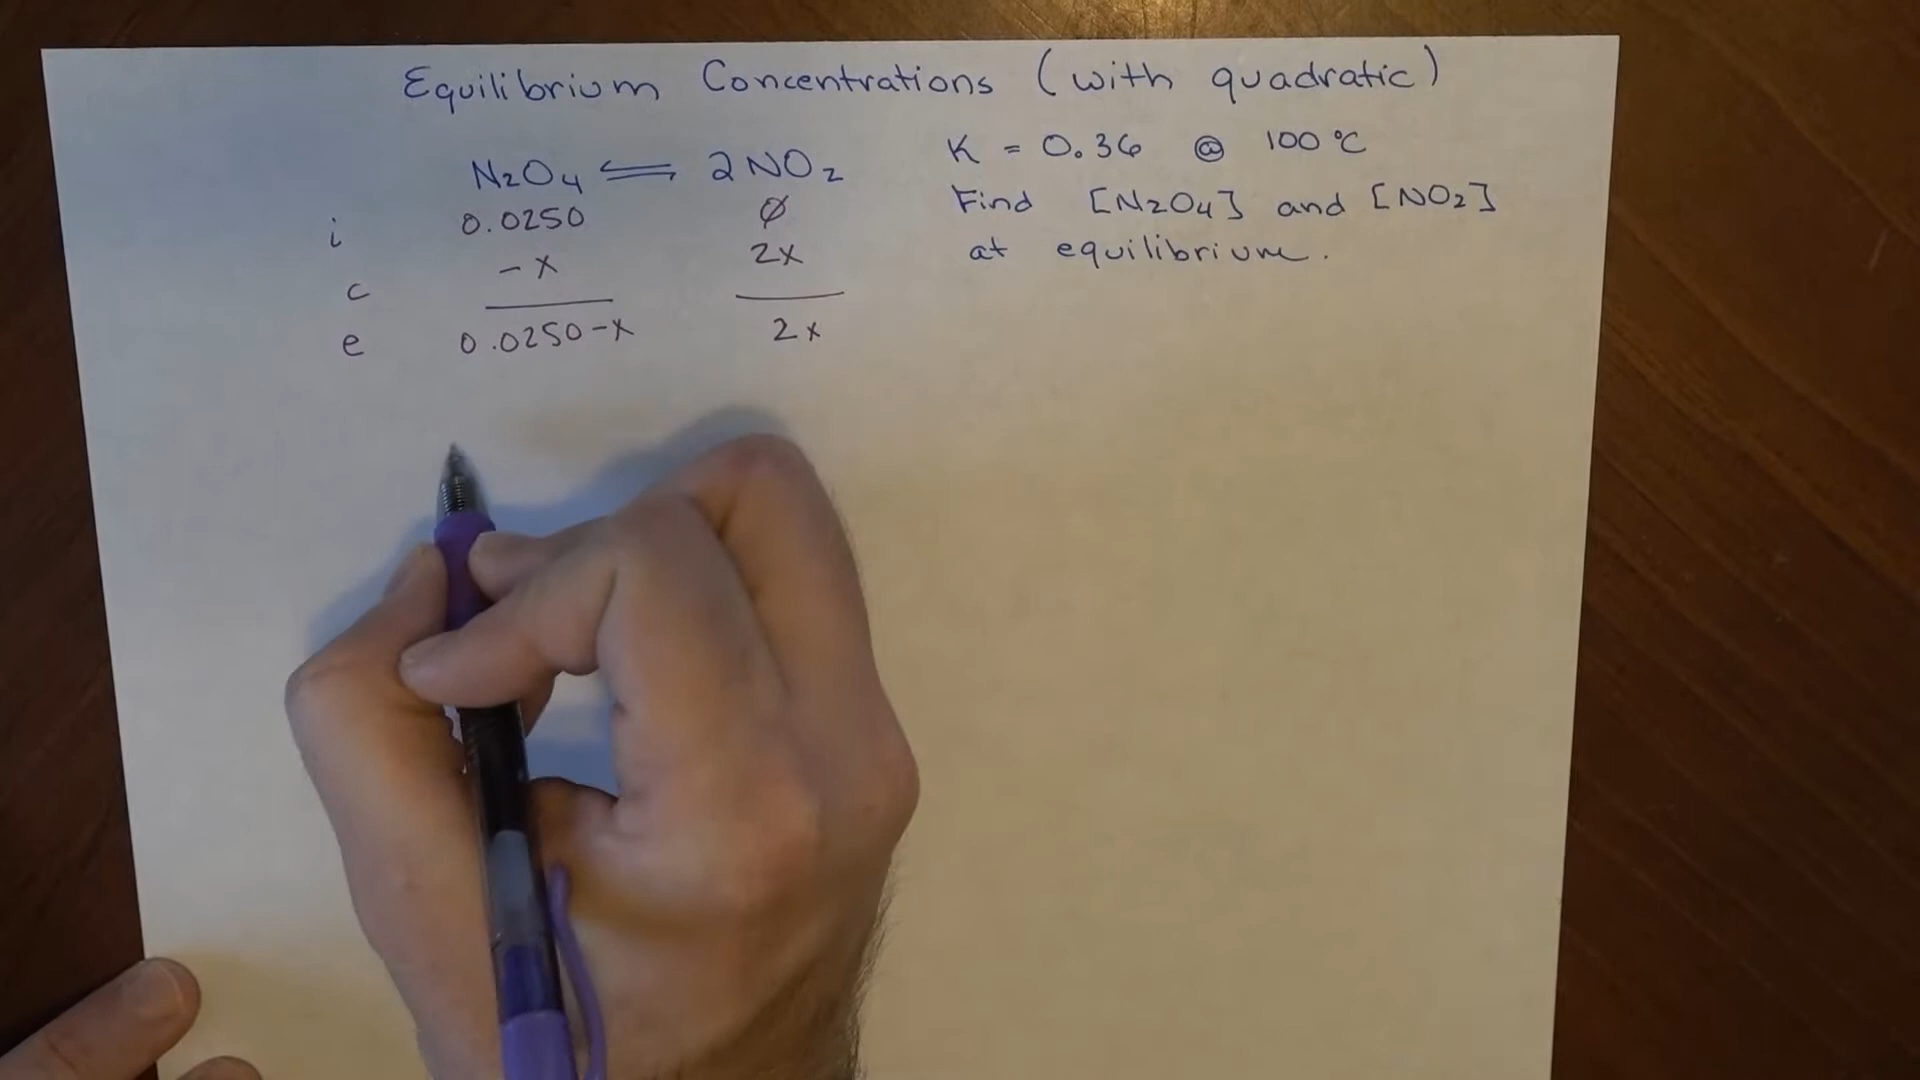 Equilibrium Concentrations (with quadratic)
N₂O₄ ⇌ 2NO₂
K = 0.36 @ 100 °C
i 0.0250 ∅
Find [N₂O₄] and [NO₂]
c -x 2x
at equilibrium.
e 0.0250-x 2x